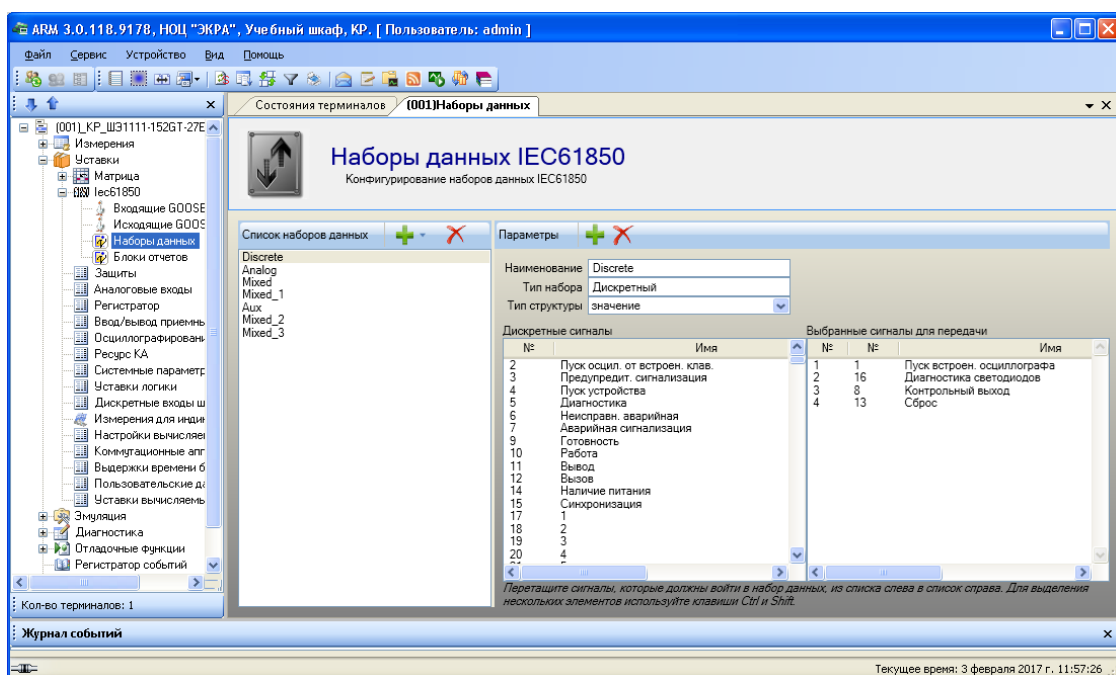 ARM 3.0.118.9178, НОЦ "ЭКРА", Учебный шкаф, КР. [ Пользователь: admin ]
Файл Сервис Устройство Вид Помощь
Состояния терминалов (001)Наборы данных
(001)_КР_ШЭ1111-152GT-27E
Измерения
Уставки
Матрица
Iec61850
Входящие GOOSE
Исходящие GOOS
Наборы данных
Блоки отчетов
Защиты
Аналоговые входы
Регистратор
Ввод/вывод приемнь
Осциллографировани
Ресурс КА
Системные параметр
Уставки логики
Дискретные входы ш
Измерения для инди
Настройки вычисляеі
Коммутационные апп
Выдержки времени б
Пользовательские да
Уставки вычисляемь
Эмуляция
Диагностика
Отладочные функции
Регистратор событий
Кол-во терминалов: 1
Наборы данных IEC61850
Конфигурирование наборов данных IEC61850
Список наборов данных
Discrete
Analog
Mixed
Mixed_1
Aux
Mixed_2
Mixed_3
Параметры
Наименование Discrete
Тип набора Дискретный
Тип структуры значение
Дискретные сигналы
№ Имя
2 Пуск осцил. от встроен. клав.
3 Предупредит. сигнализация
4 Пуск устройства
5 Диагностика
6 Неисправн. аварийная
7 Аварийная сигнализация
9 Готовность
10 Работа
11 Вывод
12 Вызов
14 Наличие питания
15 Синхронизация
17 1
18 2
19 3
20 4
Выбранные сигналы для передачи
№ № Имя
1 1 Пуск встроен. осциллографа
2 16 Диагностика светодиодов
3 8 Контрольный выход
4 13 Сброс
Перетащите сигналы, которые должны войти в набор данных, из списка слева в список справа. Для выделения
нескольких элементов используйте клавиши Ctrl и Shift.
Журнал событий
Текущее время: 3 февраля 2017 г. 11:57:26